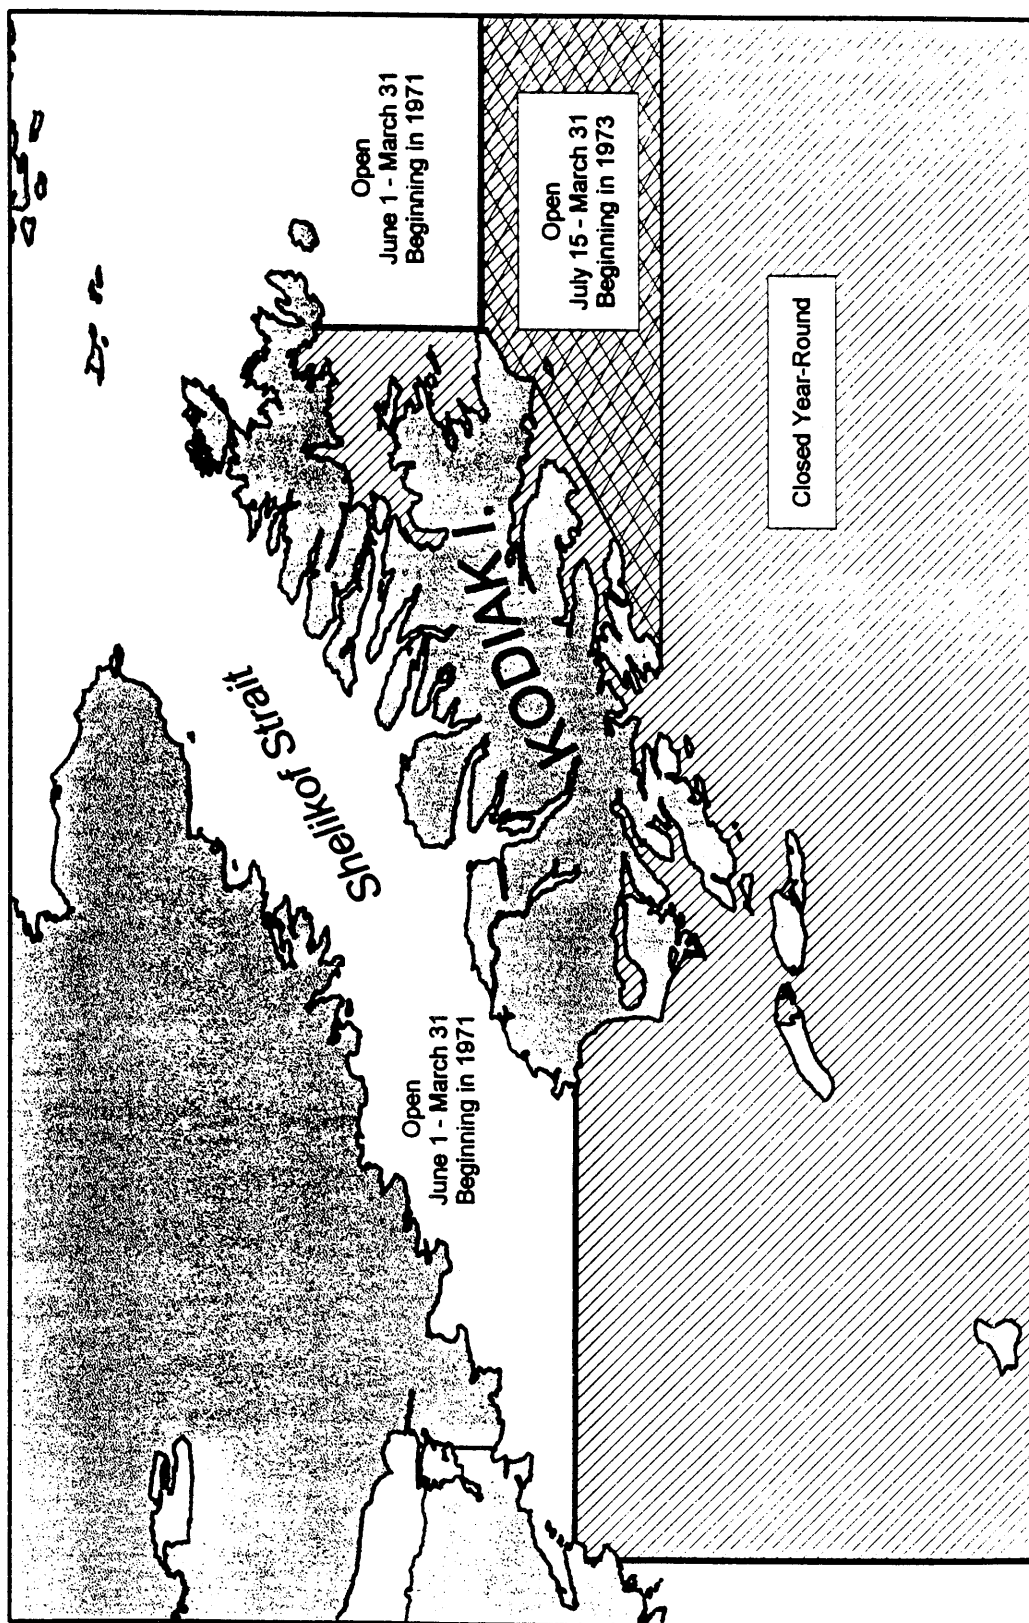 Open
June 1 - March 31
Beginning in 1971
Open
July 15 - March 31
Beginning in 1973
Closed Year-Round
KODIAK I.
Shelikof Strait
Open
June 1 - March 31
Beginning in 1971